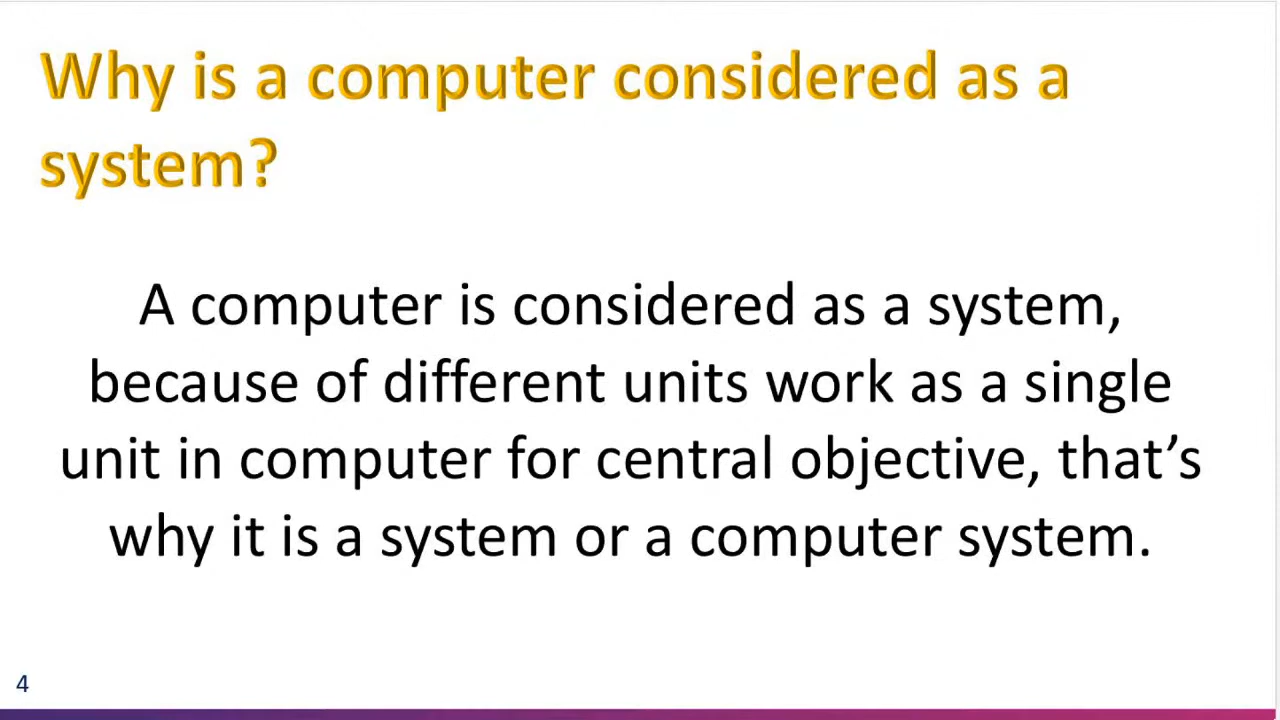 Why is a computer considered as a
system?
A computer is considered as a system,
because of different units work as a single
unit in computer for central objective, that’s
why it is a system or a computer system.
4